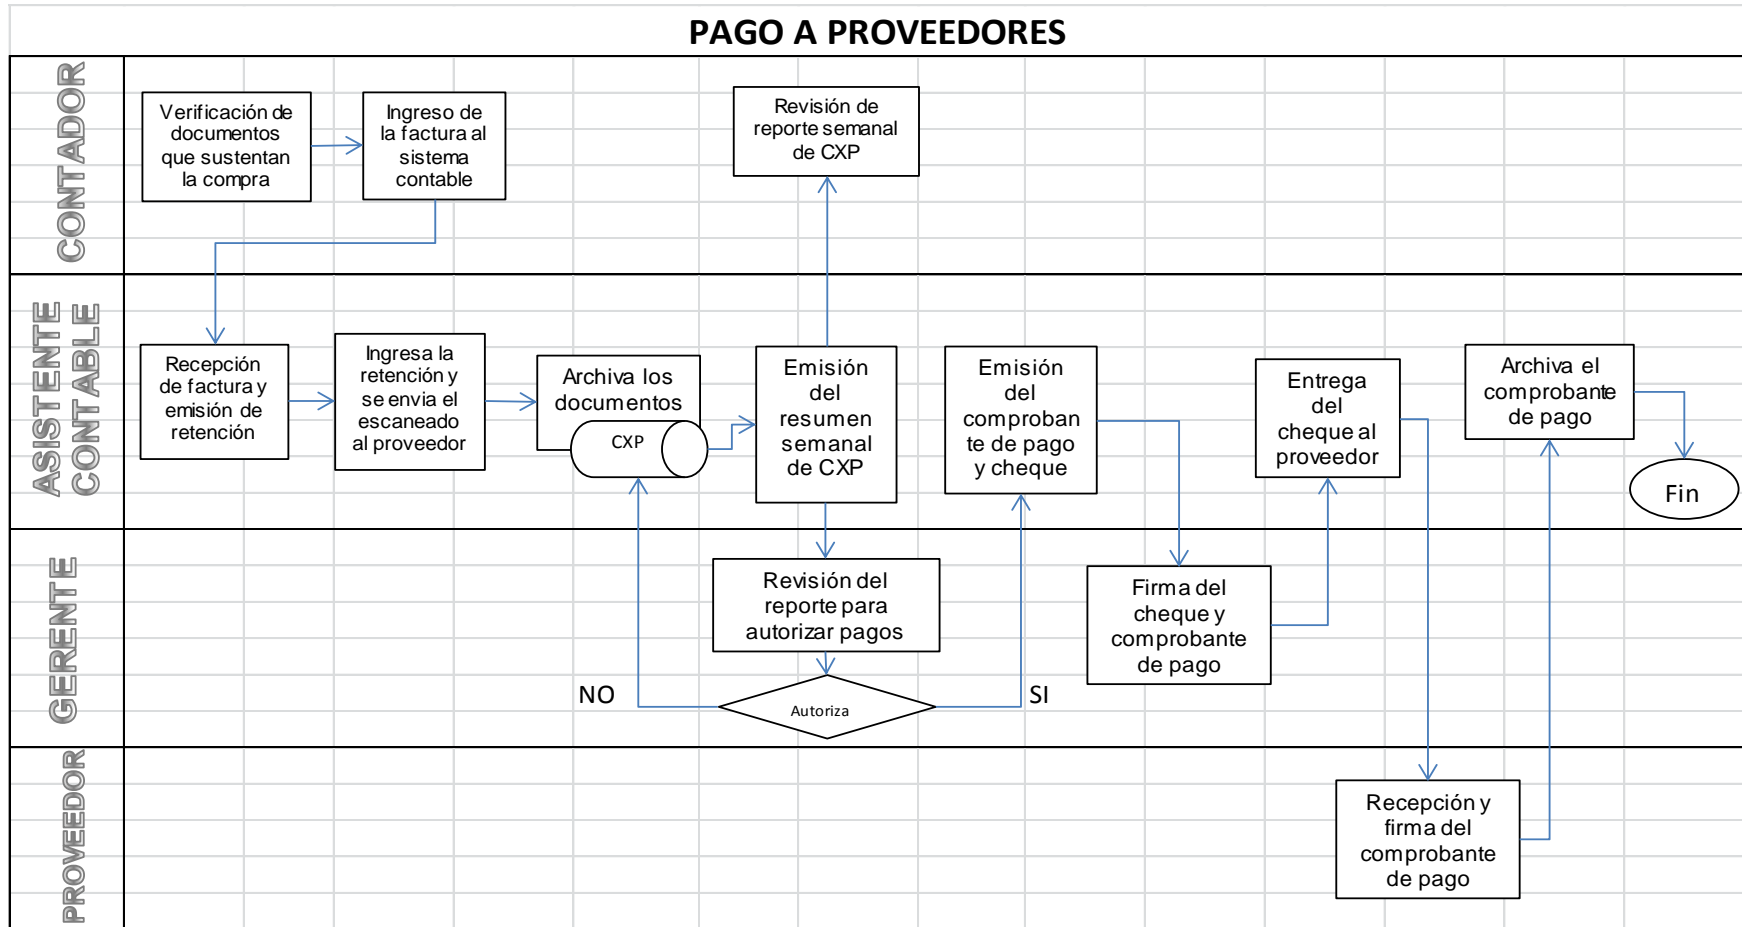 PAGO A PROVEEDORES
CONTADOR
Verificación de
documentos
que sustentan
la compra
Ingreso de
la factura al
sistema
contable
Revisión de
reporte semanal
de CXP
ASISTENTE
CONTABLE
Recepción
de factura y
emisión de
retención
Ingresa la
retención y
se envia el
escaneado
al proveedor
Archiva los
documentos
CXP
Emisión
del
resumen
semanal
de CXP
Emisión
del
comproban
te de pago
y cheque
Entrega
del
cheque al
proveedor
Archiva el
comprobante
de pago
Fin
GERENTE
Revisión del
reporte para
autorizar pagos
Firma del
cheque y
comprobante
de pago
NO
Autoriza
SI
PROVEEDOR
Recepción y
firma del
comprobante
de pago